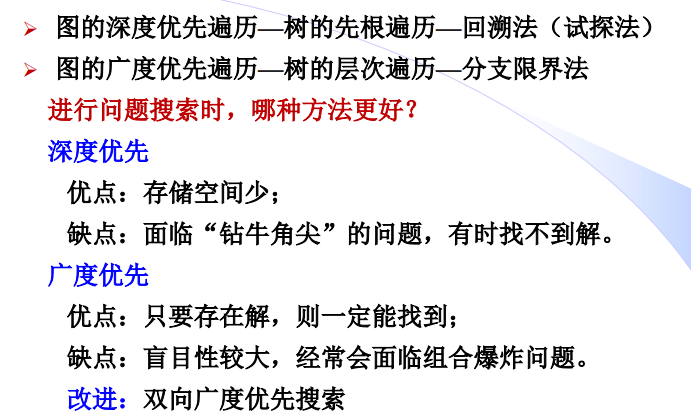 ➢ 图的深度优先遍历—树的先根遍历—回溯法（试探法）
➢ 图的广度优先遍历—树的层次遍历—分支限界法
进行问题搜索时，哪种方法更好？
深度优先
优点：存储空间少；
缺点：面临“钻牛角尖”的问题，有时找不到解。
广度优先
优点：只要存在解，则一定能找到；
缺点：盲目性较大，经常会面临组合爆炸问题。
改进：双向广度优先搜索